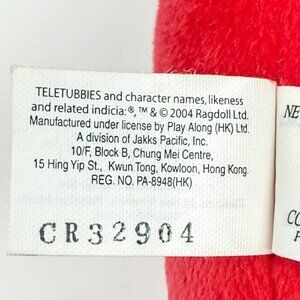 TELETUBBIES and character names, likeness
and related indicia: ®, ™ & © 2004 Ragdoll Ltd.
Manufactured under license by Play Along (HK) Ltd.
A division of Jakks Pacific, Inc.
10/F, Block B, Chung Mei Centre,
15 Hing Yip St., Kwun Tong, Kowloon, Hong Kong.
REG. NO. PA-8948(HK)
CR32904
NE
CO